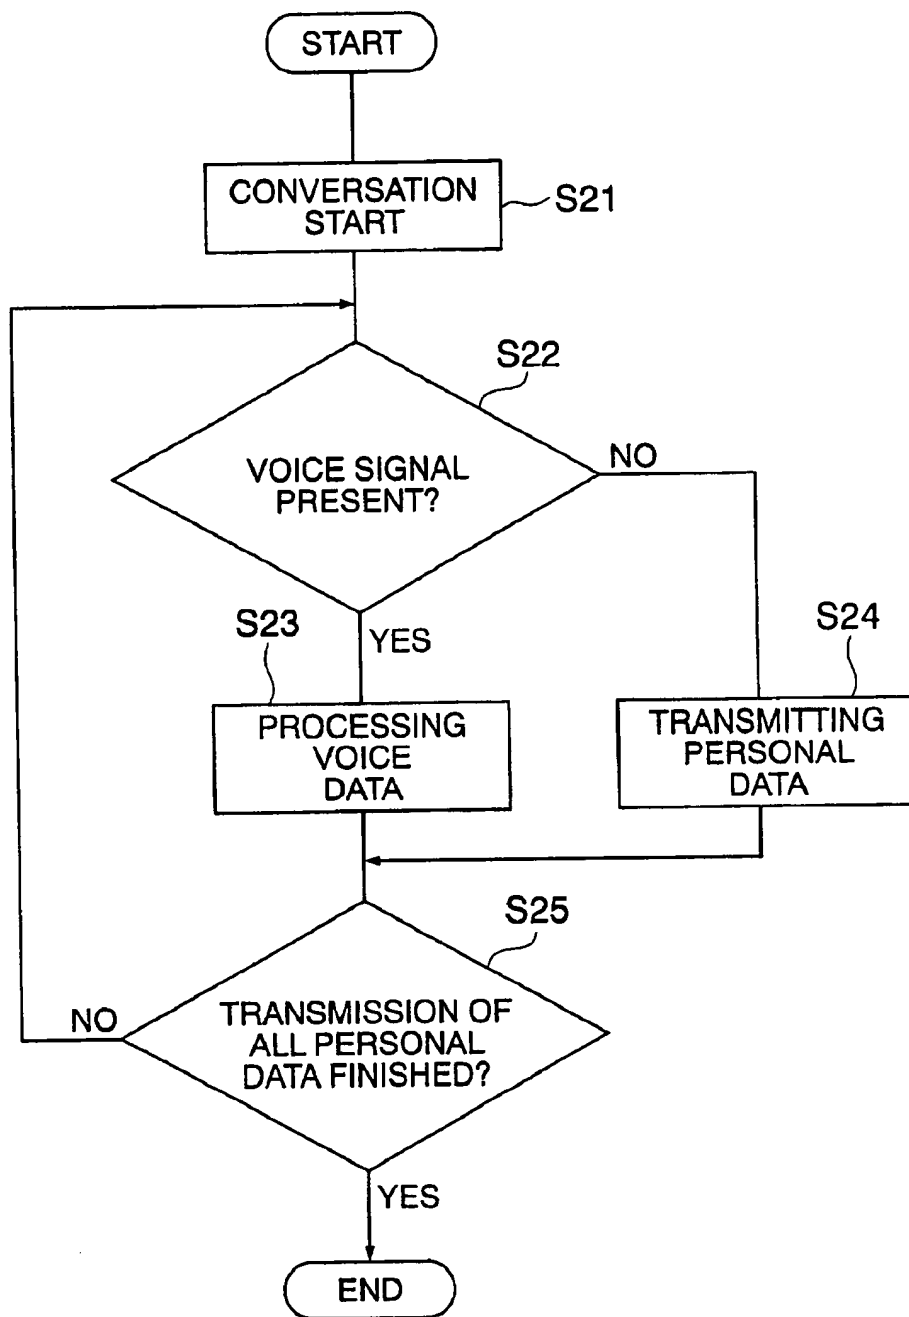 START
CONVERSATION
START
S21
S22
VOICE SIGNAL
PRESENT?
NO
YES
S23
PROCESSING
VOICE
DATA
S24
TRANSMITTING
PERSONAL
DATA
S25
TRANSMISSION OF
ALL PERSONAL
DATA FINISHED?
NO
YES
END